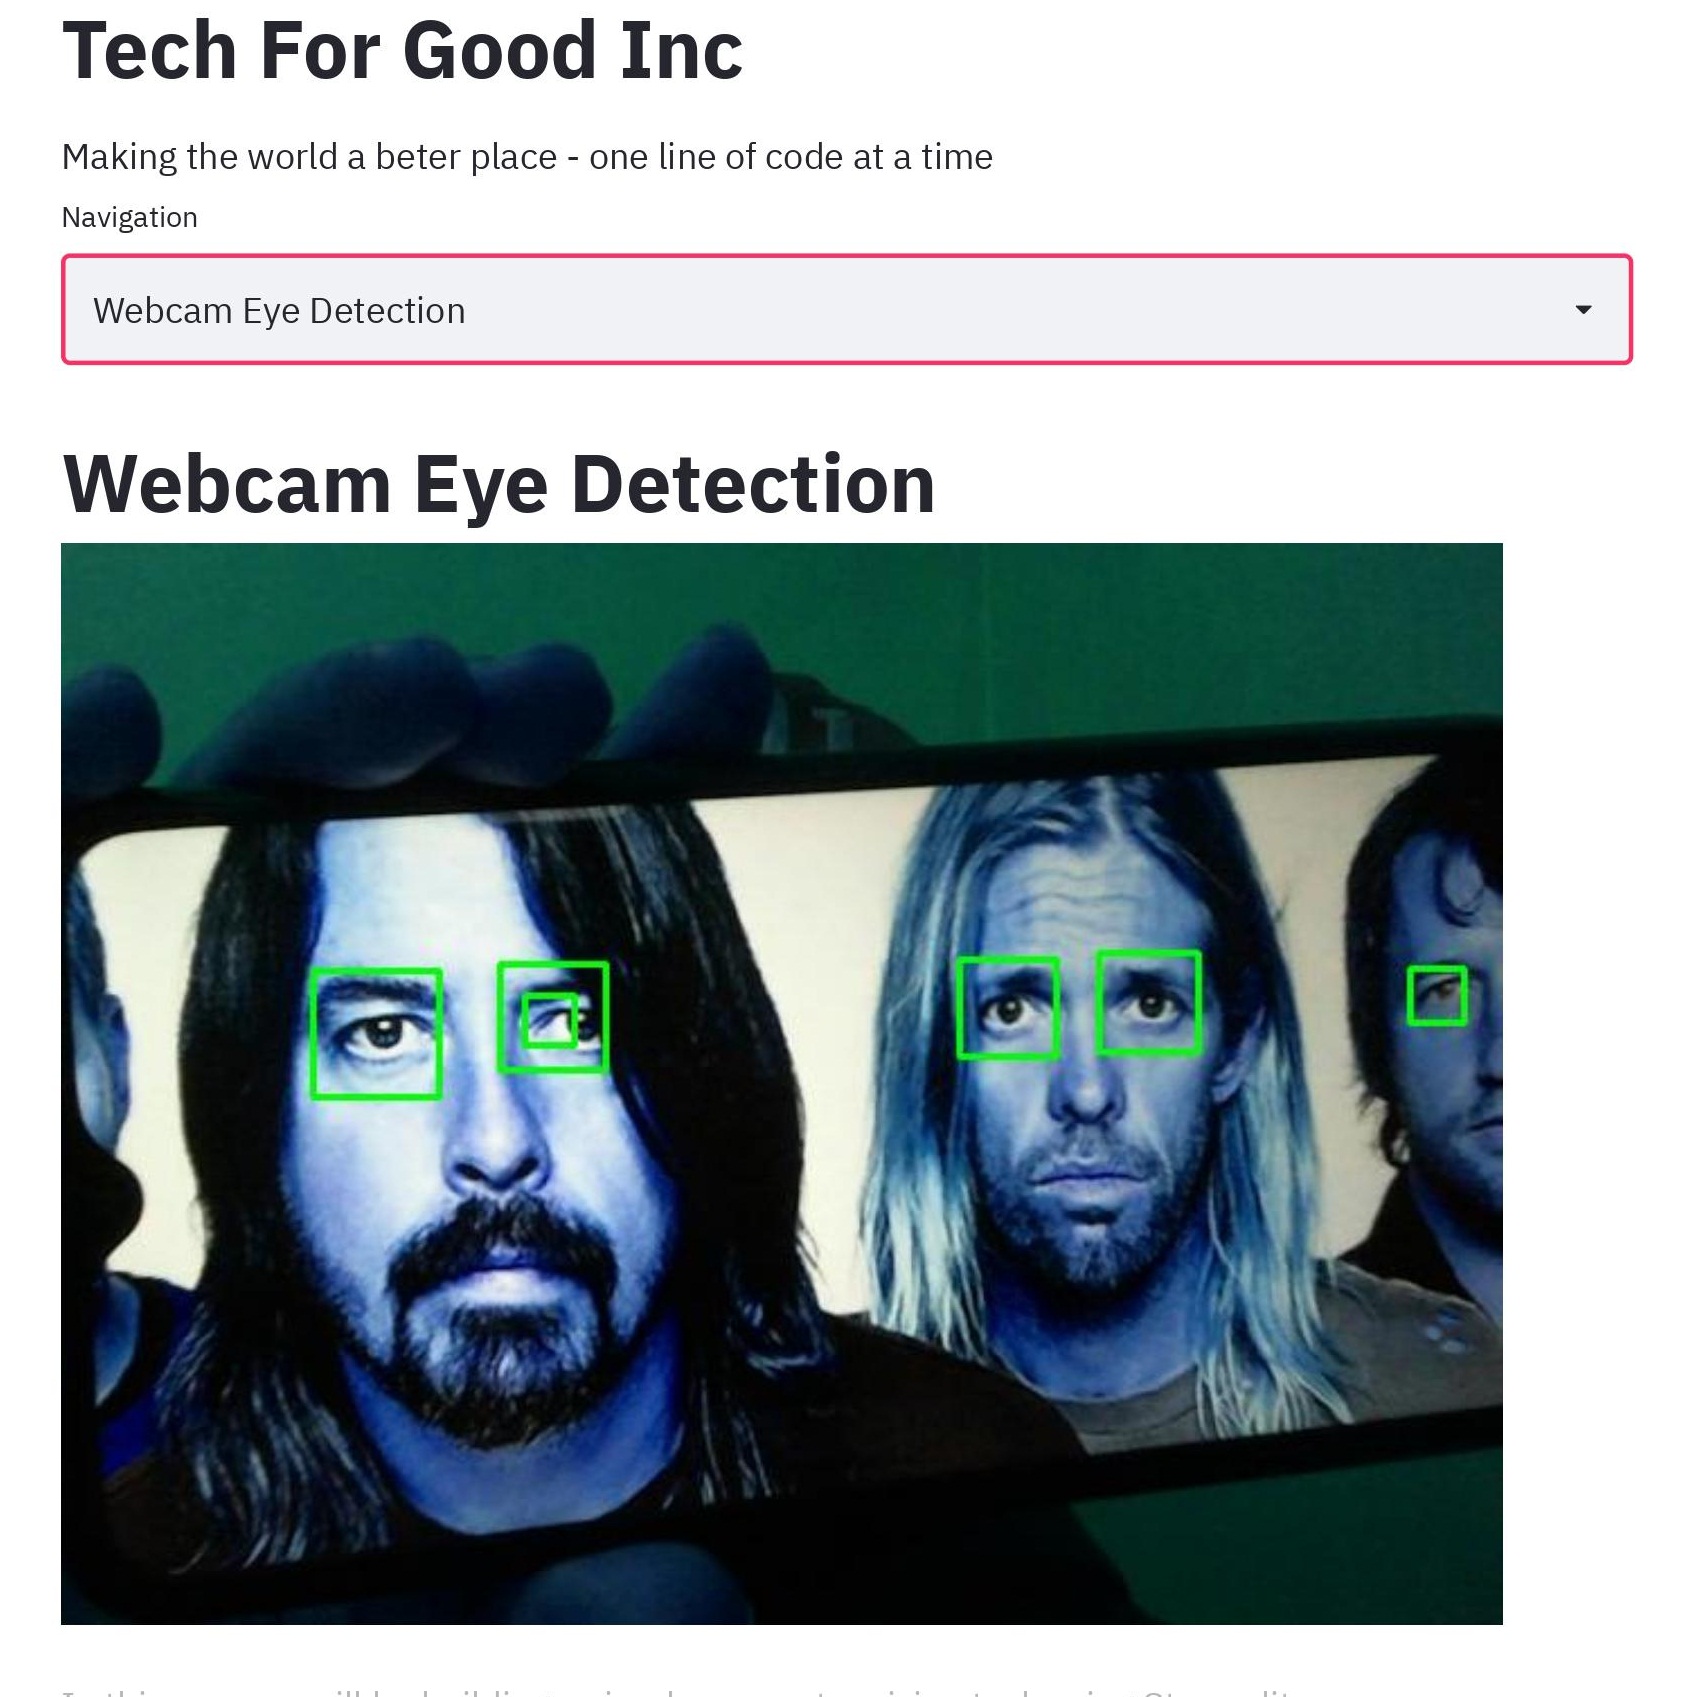 Tech For Good Inc
Making the world a beter place - one line of code at a time
Navigation
Webcam Eye Detection
Webcam Eye Detection
T